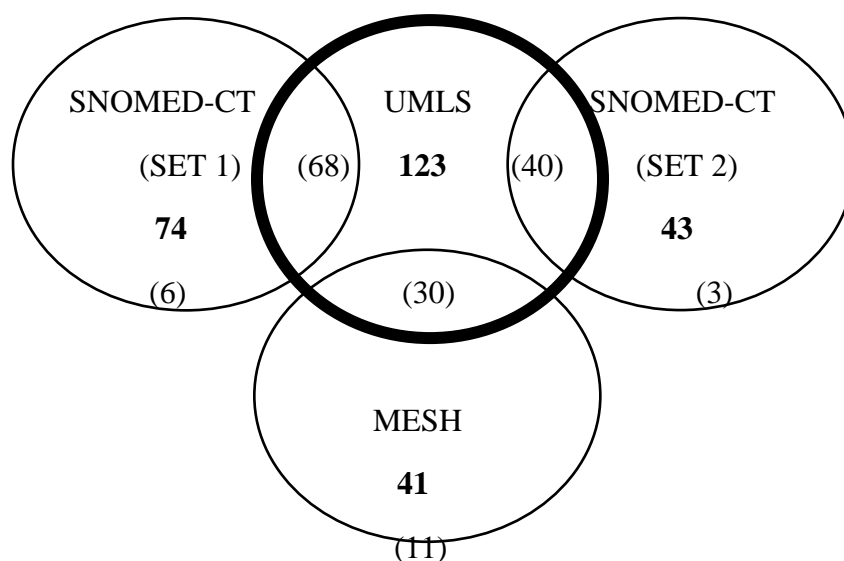 SNOMED-CT UMLS SNOMED-CT
(SET 1) (68) 123 (40) (SET 2)
74 43
(6) (30) (3)
MESH
41
(11)